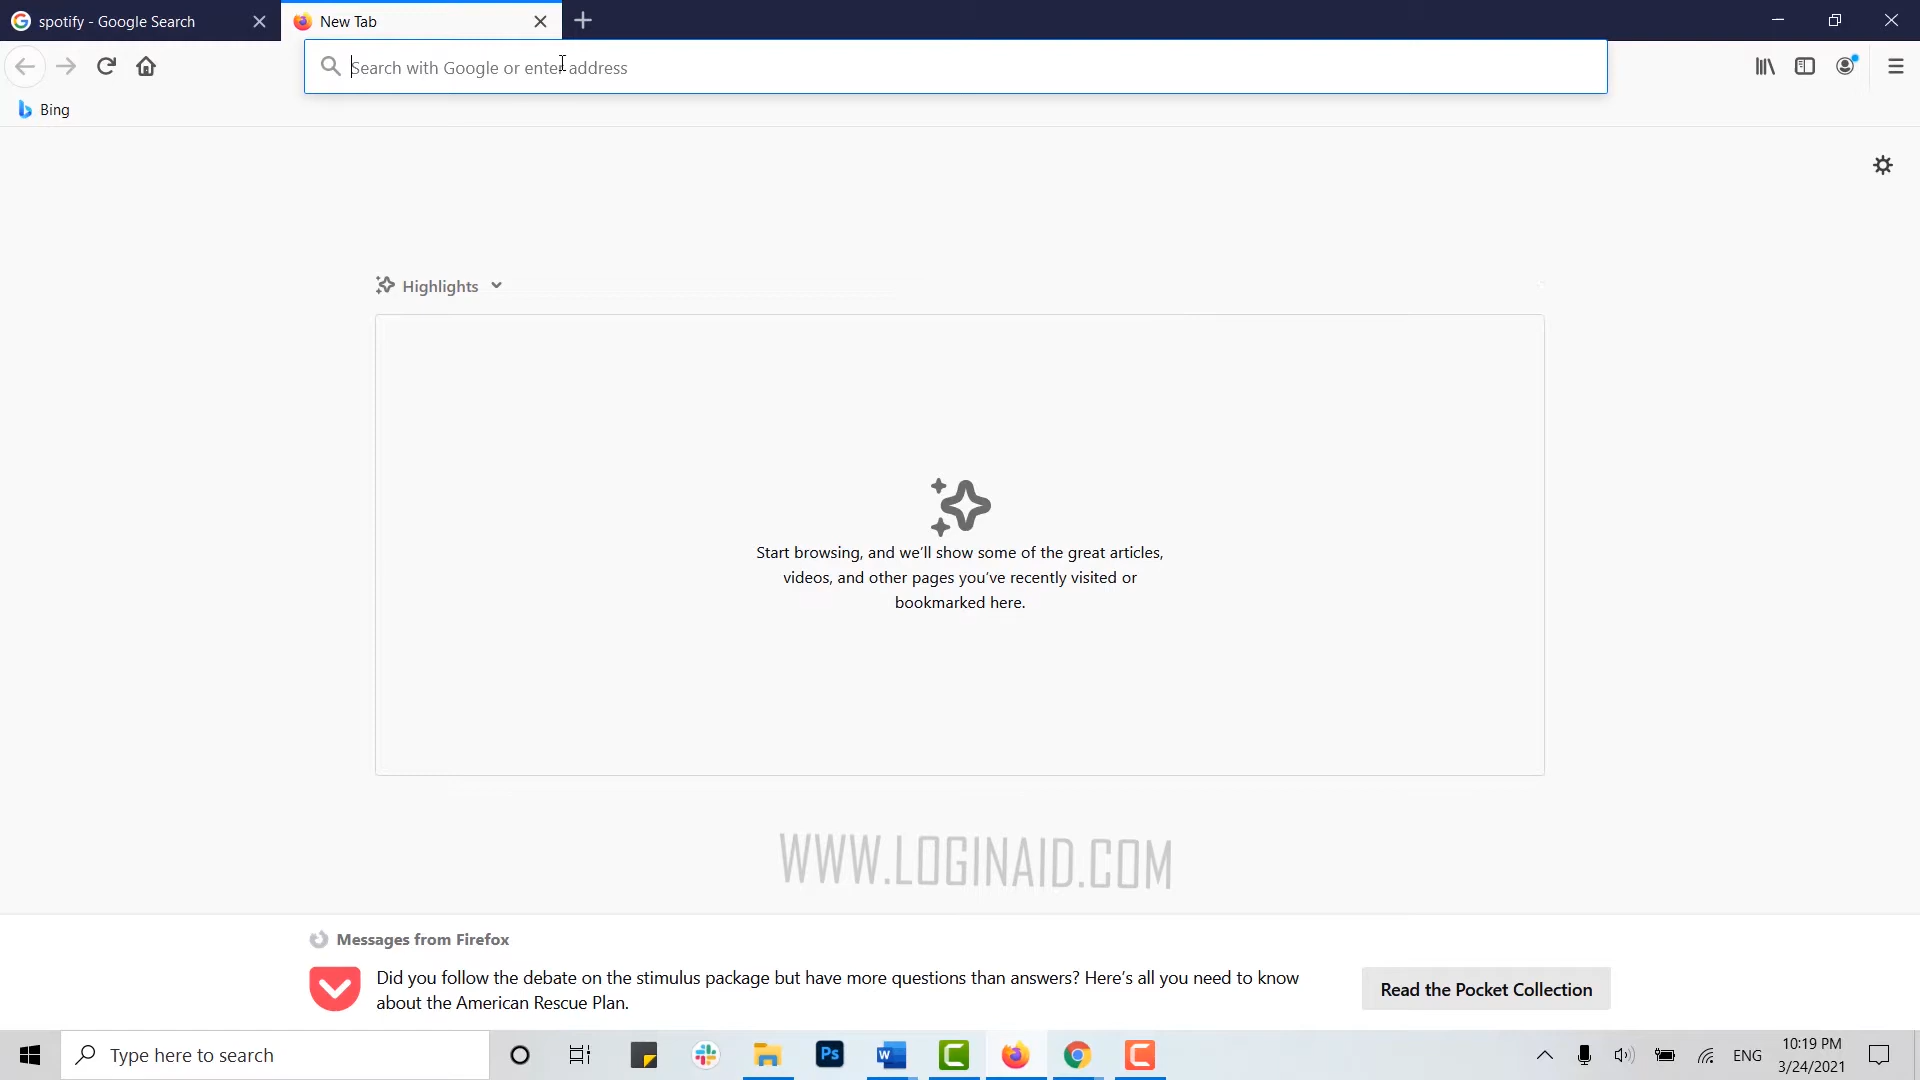 spotify - Google Search
New Tab
Search with Google or enter address
Bing
Highlights
Start browsing, and we'll show some of the great articles,
videos, and other pages you've recently visited or
bookmarked here.
WWW.LOGINAID.COM
Messages from Firefox
Did you follow the debate on the stimulus package but have more questions than answers? Here's all you need to know
about the American Rescue Plan.
Read the Pocket Collection
Type here to search
Ps
W
ENG
10:19 PM
3/24/2021